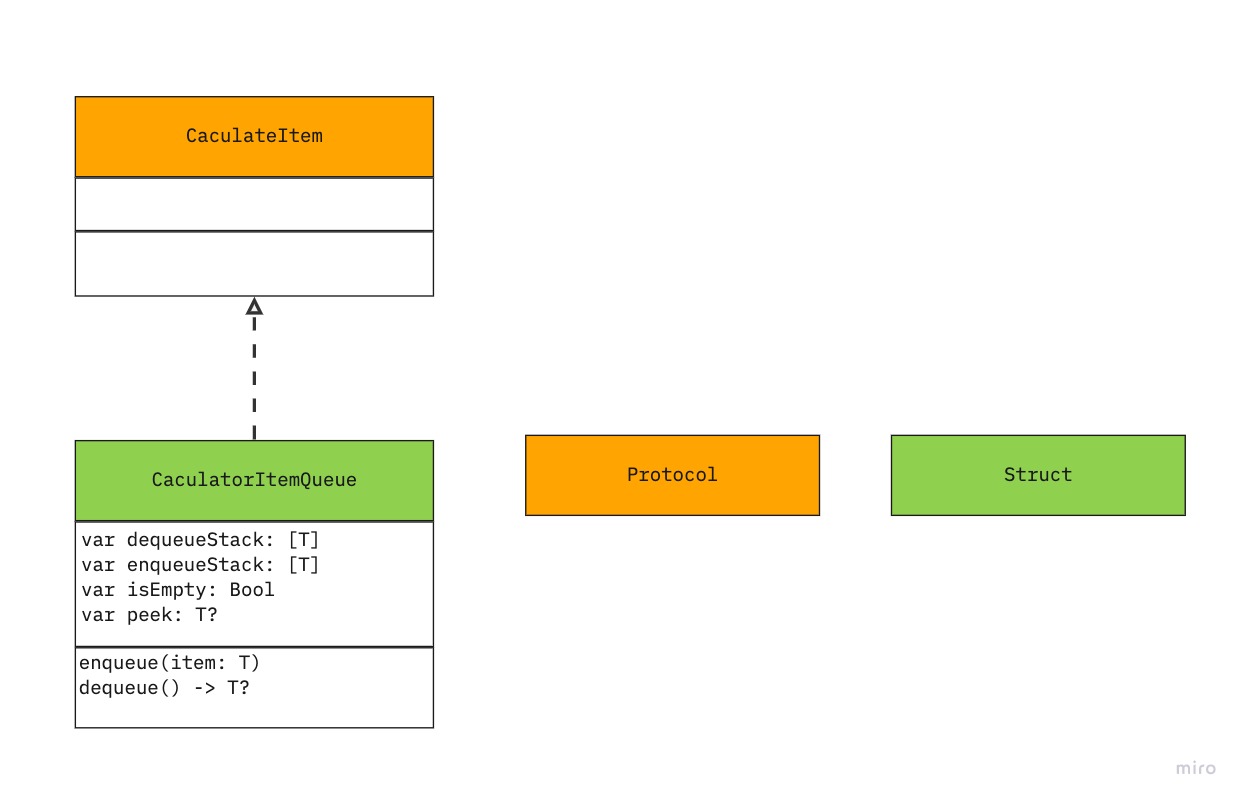 CaculateItem
CaculatorItemQueue
var dequeueStack: [T]
var enqueueStack: [T]
var isEmpty: Bool
var peek: T?
enqueue(item: T)
dequeue() -> T?
Protocol
Struct
miro